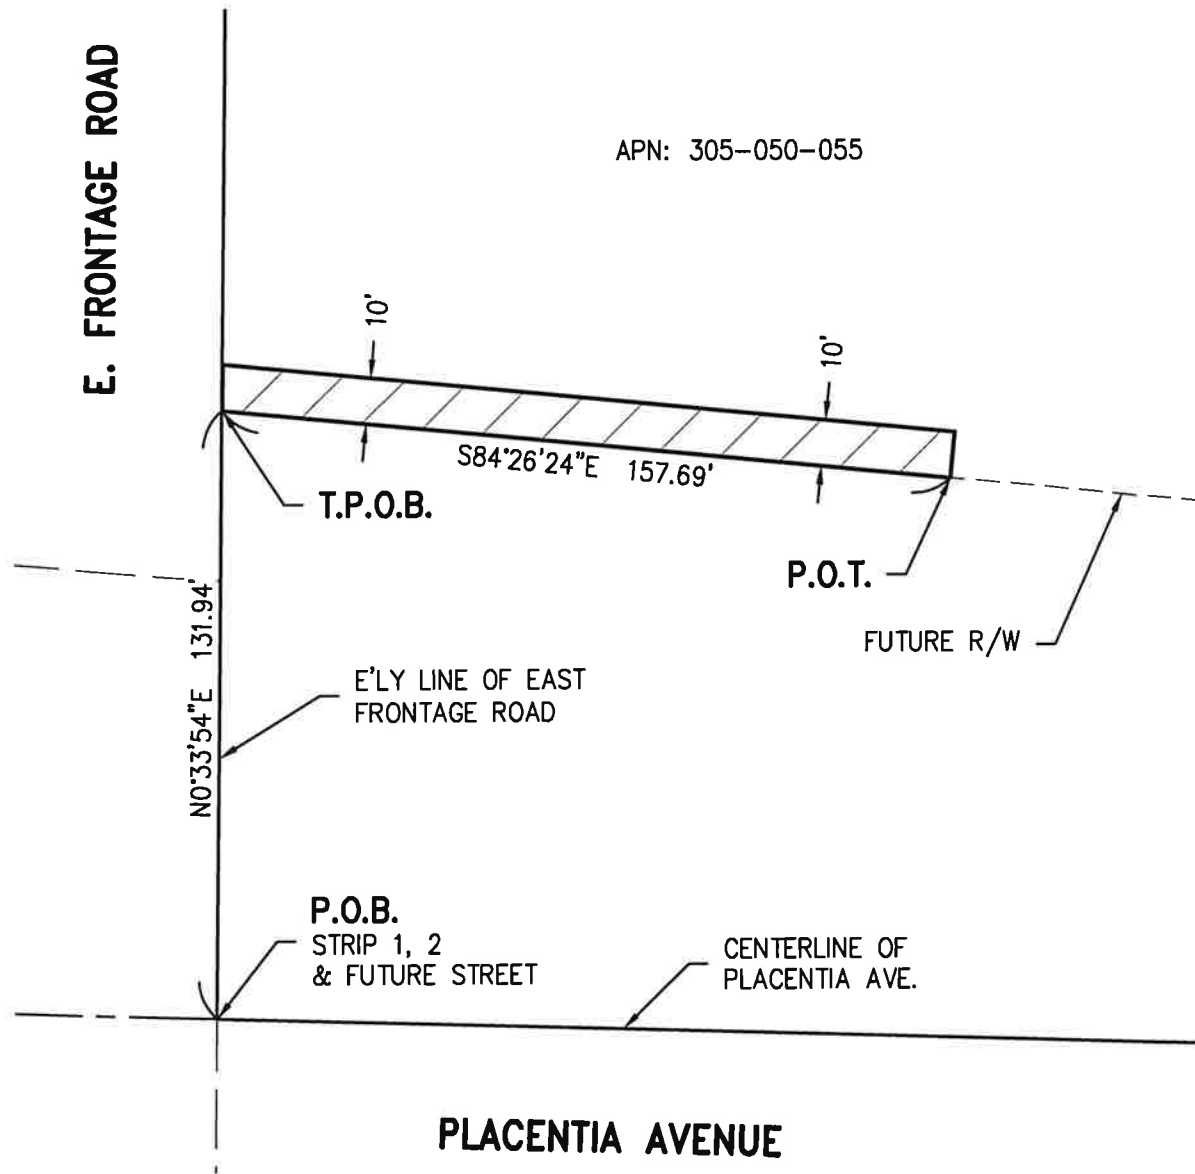 E. FRONTAGE ROAD
APN: 305-050-055
10'
10'
S84°26'24"E 157.69'
T.P.O.B.
P.O.T.
FUTURE R/W
N0°33'54"E 131.94'
E'LY LINE OF EAST
FRONTAGE ROAD
P.O.B.
STRIP 1, 2
& FUTURE STREET
CENTERLINE OF
PLACENTIA AVE.
PLACENTIA AVENUE